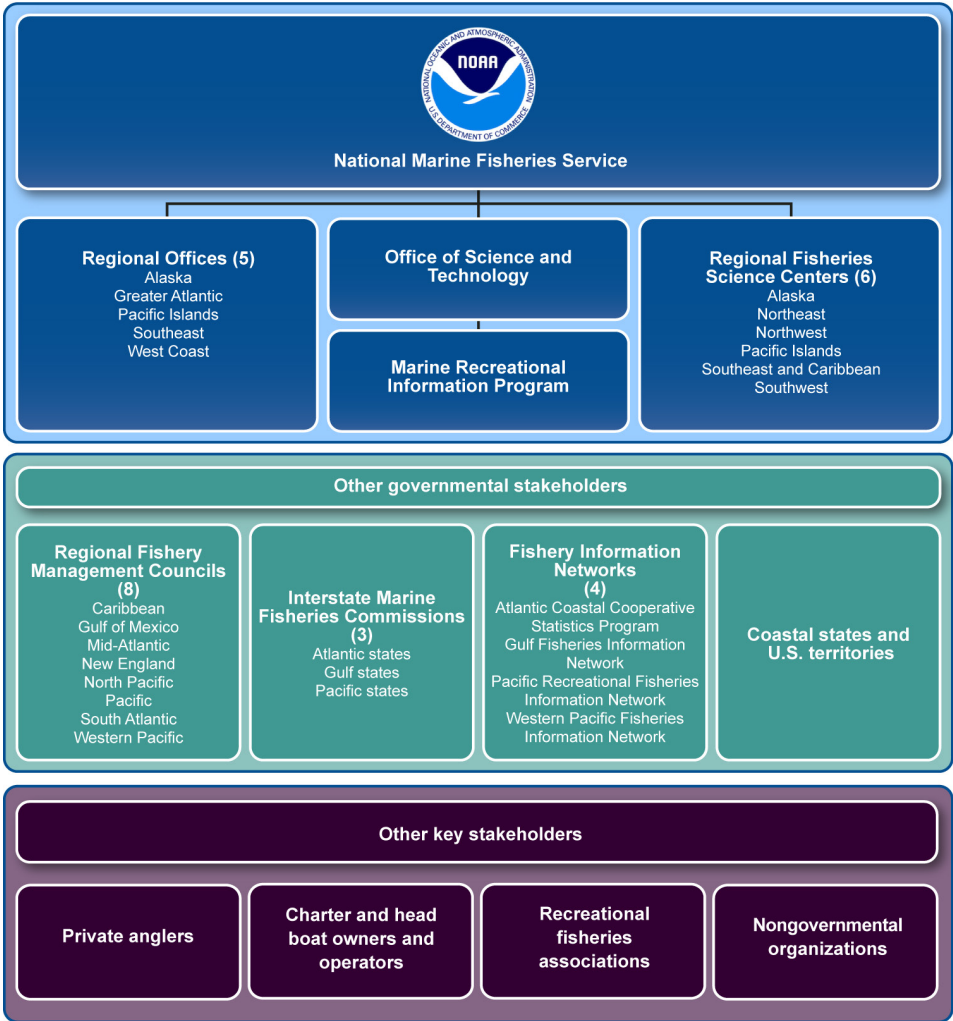 NATIONAL OCEANIC AND ATMOSPHERIC ADMINISTRATION
NOAA
U.S. DEPARTMENT OF COMMERCE
National Marine Fisheries Service
Regional Offices (5)
Alaska
Greater Atlantic
Pacific Islands
Southeast
West Coast
Office of Science and
Technology
Marine Recreational
Information Program
Regional Fisheries
Science Centers (6)
Alaska
Northeast
Northwest
Pacific Islands
Southeast and Caribbean
Southwest
Other governmental stakeholders
Regional Fishery
Management Councils
(8)
Caribbean
Gulf of Mexico
Mid-Atlantic
New England
North Pacific
Pacific
South Atlantic
Western Pacific
Interstate Marine
Fisheries Commissions
(3)
Atlantic states
Gulf states
Pacific states
Fishery Information
Networks
(4)
Atlantic Coastal Cooperative
Statistics Program
Gulf Fisheries Information
Network
Pacific Recreational Fisheries
Information Network
Western Pacific Fisheries
Information Network
Coastal states and
U.S. territories
Other key stakeholders
Private anglers
Charter and head
boat owners and
operators
Recreational
fisheries
associations
Nongovernmental
organizations